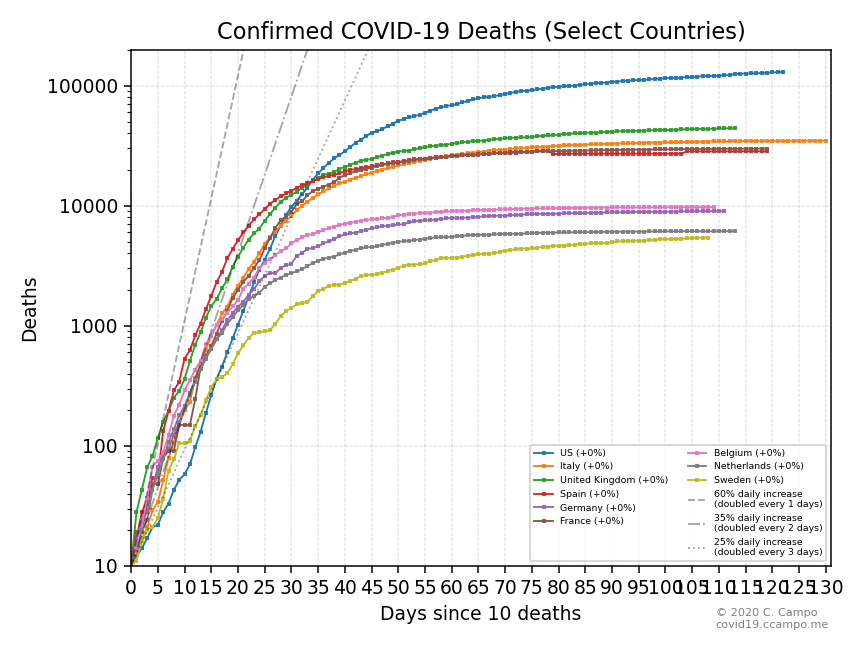 Confirmed COVID-19 Deaths (Select Countries)
100000
10000
1000
100
10
Deaths
0 5 10 15 20 25 30 35 40 45 50 55 60 65 70 75 80 85 90 95 100 105 110 115 120 125 130
Days since 10 deaths
US (+0%)
Italy (+0%)
United Kingdom (+0%)
Spain (+0%)
Germany (+0%)
France (+0%)
Belgium (+0%)
Netherlands (+0%)
Sweden (+0%)
60% daily increase
(doubled every 1 days)
35% daily increase
(doubled every 2 days)
25% daily increase
(doubled every 3 days)
© 2020 C. Campo
covid19.ccampo.me